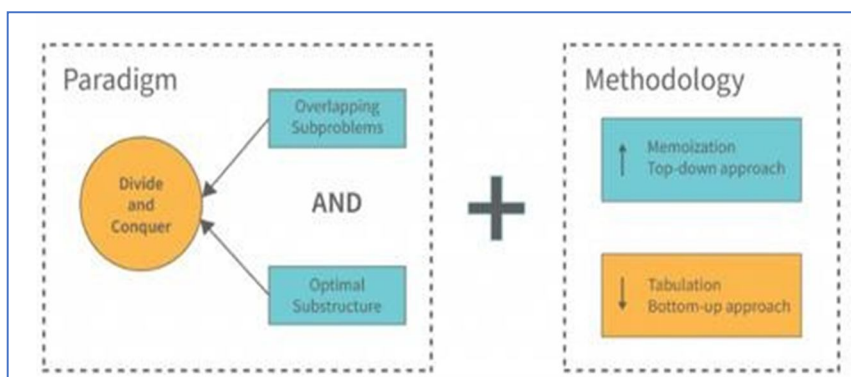 Paradigm
Overlapping
Subproblems
Divide
and
Conquer
AND
Optimal
Substructure
+
Methodology
Memoization
Top-down approach
Tabulation
Bottom-up approach